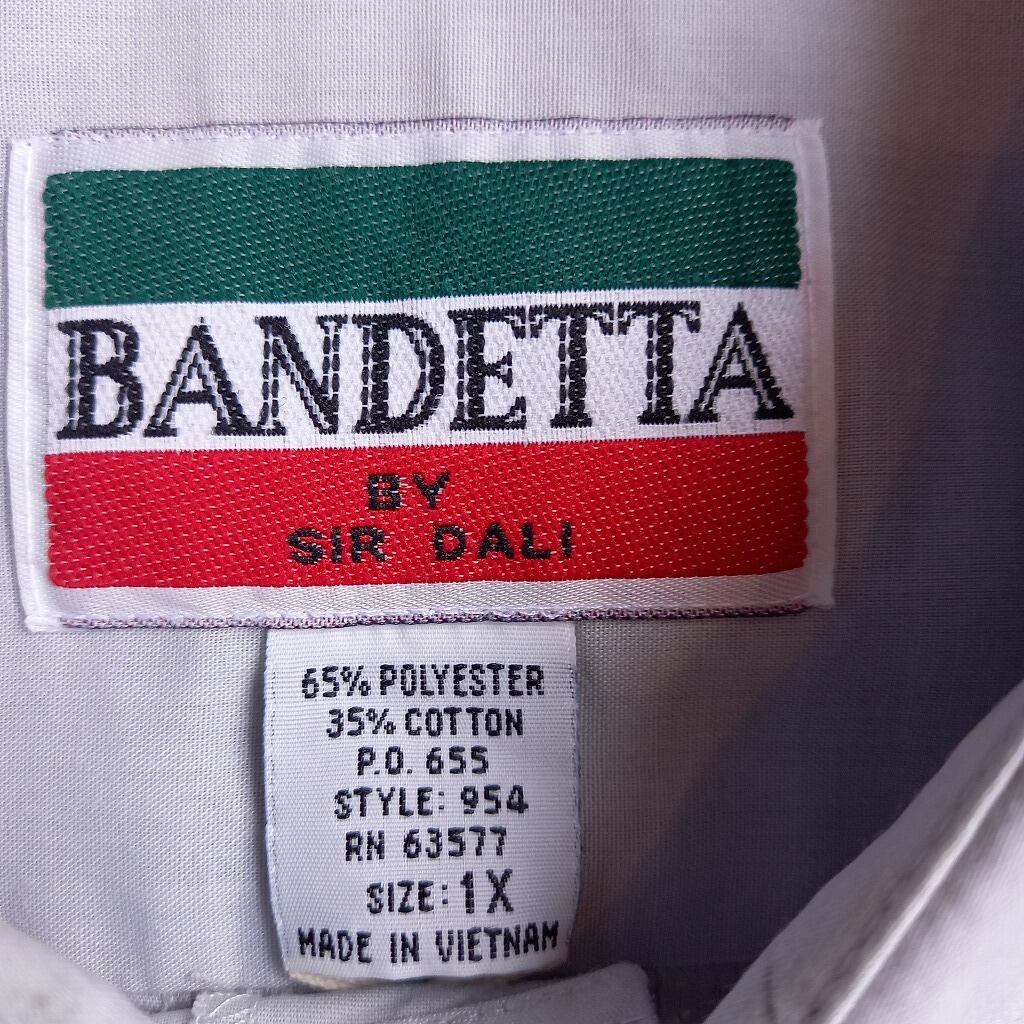 BANDETTA
BY
SIR DALI
65% POLYESTER
35% COTTON
P.O. 655
STYLE: 954
RN 63577
SIZE: 1X
MADE IN VIETNAM